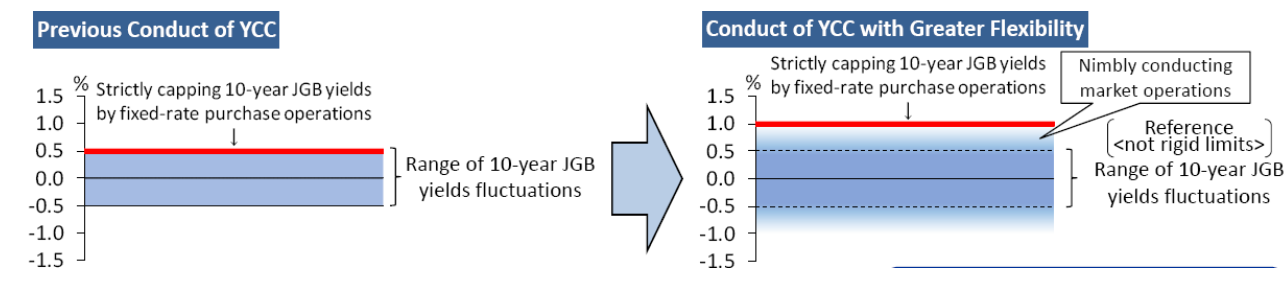 Previous Conduct of YCC
%
Strictly capping 10-year JGB yields
by fixed-rate purchase operations
1.5
1.0
0.5
0.0
-0.5
-1.0
-1.5
Range of 10-year JGB
yields fluctuations
Conduct of YCC with Greater Flexibility
Strictly capping 10-year JGB yields
% by fixed-rate purchase operations
Nimbly conducting
market operations
1.5
1.0
0.5
0.0
-0.5
-1.0
-1.5
Reference
<not rigid limits>
Range of 10-year JGB
yields fluctuations